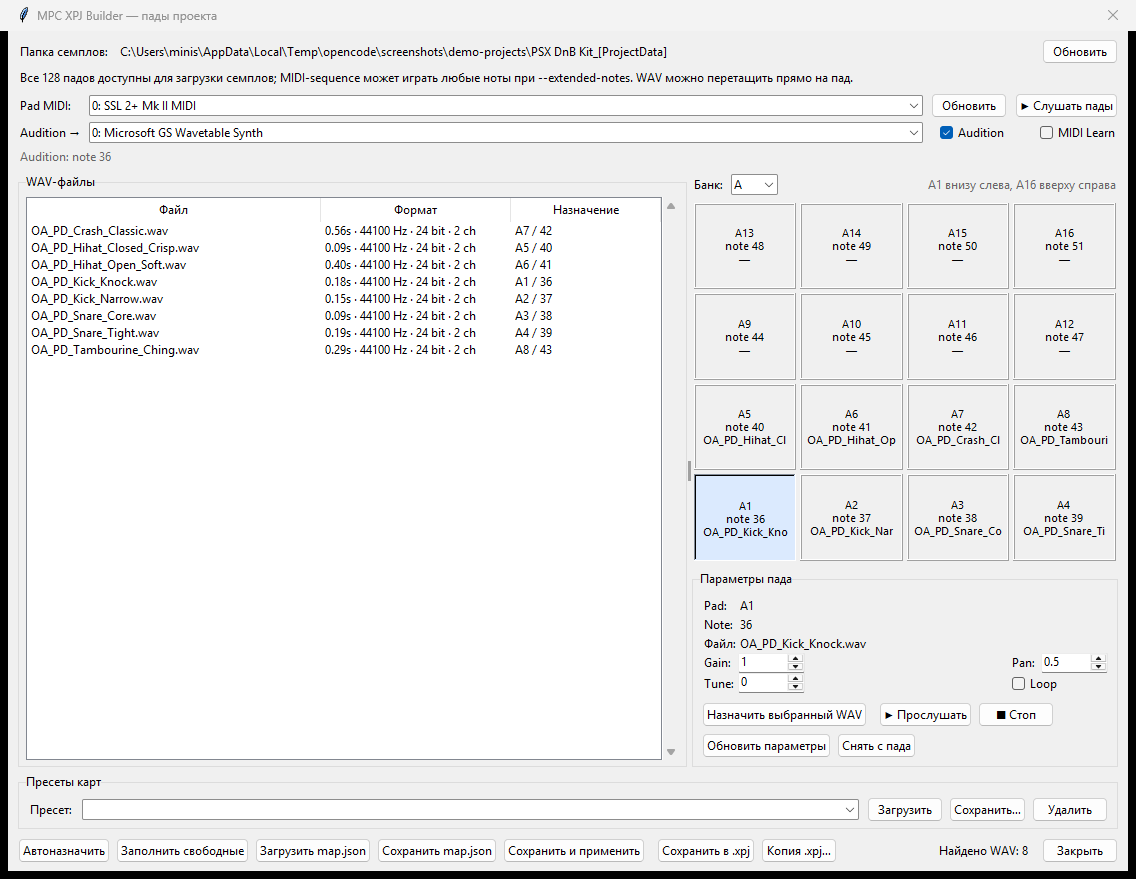 MPC XPJ Builder — пады проекта
Папка семплов: C:\Users\minis\AppData\Local\Temp\opencode\screenshots\demo-projects\PSX DnB Kit_[ProjectData] Обновить
Все 128 падов доступны для загрузки семплов; MIDI-sequence может играть любые ноты при --extended-notes. WAV можно перетащить прямо на пад.
Pad MIDI: 0: SSL 2+ Mk II MIDI Обновить ► Слушать пады
Audition → 0: Microsoft GS Wavetable Synth Audition MIDI Learn
Audition: note 36
WAV-файлы
Файл Формат Назначение
OA_PD_Crash_Classic.wav 0.56s · 44100 Hz · 24 bit · 2 ch A7 / 42
OA_PD_Hihat_Closed_Crisp.wav 0.09s · 44100 Hz · 24 bit · 2 ch A5 / 40
OA_PD_Hihat_Open_Soft.wav 0.40s · 44100 Hz · 24 bit · 2 ch A6 / 41
OA_PD_Kick_Knock.wav 0.18s · 44100 Hz · 24 bit · 2 ch A1 / 36
OA_PD_Kick_Narrow.wav 0.15s · 44100 Hz · 24 bit · 2 ch A2 / 37
OA_PD_Snare_Core.wav 0.09s · 44100 Hz · 24 bit · 2 ch A3 / 38
OA_PD_Snare_Tight.wav 0.19s · 44100 Hz · 24 bit · 2 ch A4 / 39
OA_PD_Tambourine_Ching.wav 0.29s · 44100 Hz · 24 bit · 2 ch A8 / 43
Банк: A A1 внизу слева, A16 вверху справа
A13 A14 A15 A16
note 48 note 49 note 50 note 51
— — — —
A9 A10 A11 A12
note 44 note 45 note 46 note 47
— — — —
A5 A6 A7 A8
note 40 note 41 note 42 note 43
OA_PD_Hihat_Cl OA_PD_Hihat_Op OA_PD_Crash_Cl OA_PD_Tambouri
A1 A2 A3 A4
note 36 note 37 note 38 note 39
OA_PD_Kick_Kno OA_PD_Kick_Nar OA_PD_Snare_Co OA_PD_Snare_Ti
Параметры пада
Pad: A1
Note: 36
Файл: OA_PD_Kick_Knock.wav
Gain: 1 Pan: 0.5
Tune: 0 Loop
Назначить выбранный WAV ► Прослушать ■ Стоп
Обновить параметры Снять с пада
Пресеты карт
Пресет: Загрузить Сохранить... Удалить
Автоназначить Заполнить свободные Загрузить map.json Сохранить map.json Сохранить и применить Сохранить в .xpj Копия .xpj... Найдено WAV: 8 Закрыть